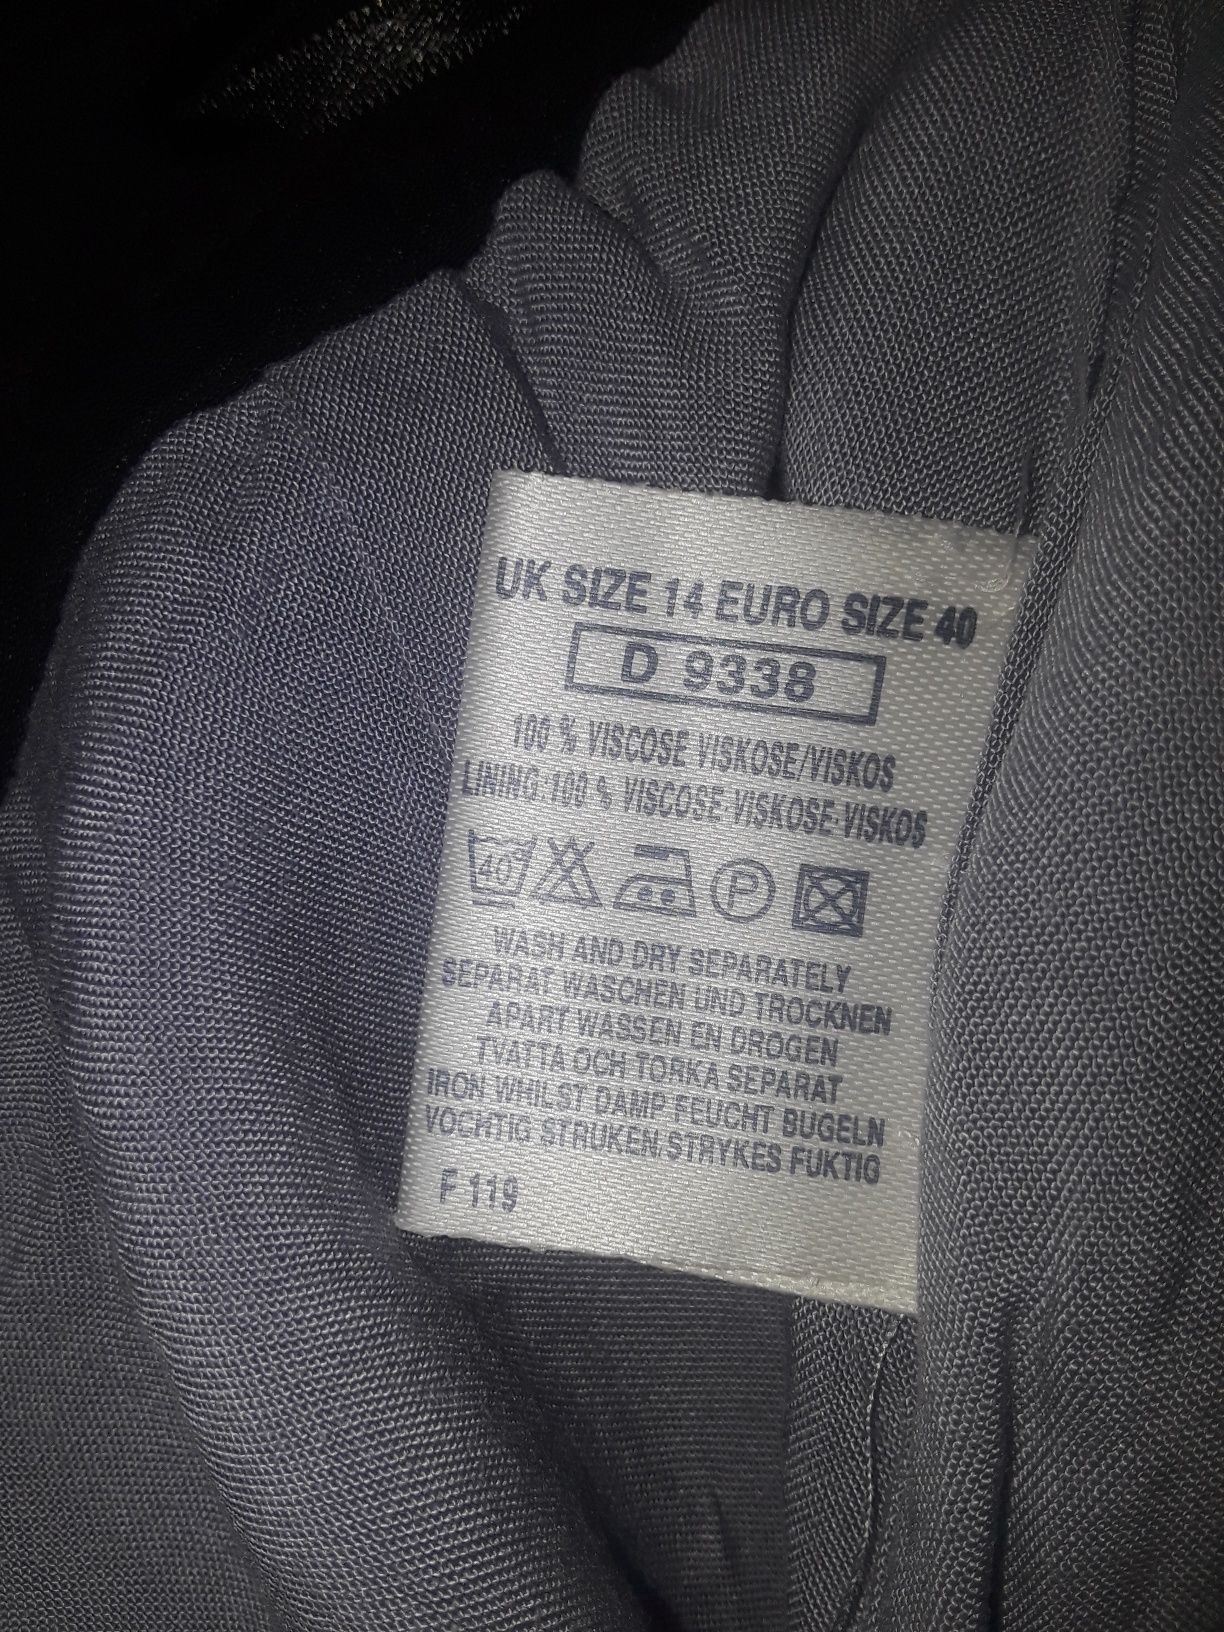 UK SIZE 14 EURO SIZE 40
D 9338
100 % VISCOSE VISKOSE/VISKOS
LINING 100 % VISCOSE-VISKOSE-VISKOS
40 P
WASH AND DRY SEPARATELY
SEPARAT WASCHEN UND TROCKNEN
APART WASSEN EN DROGEN
TVATTA OCH TORKA SEPARAT
IRON WHILST DAMP FEUCHT BUGELN
VOCHTIG STRUKEN/STRYKES FUKTIG
F 119